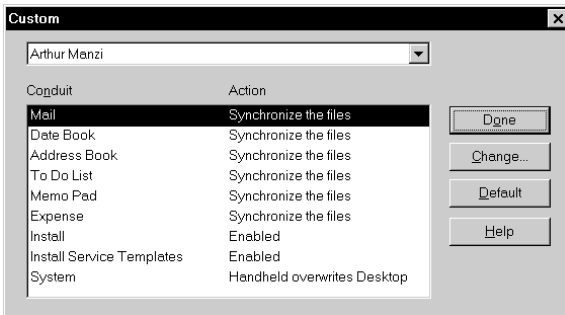 Custom
Arthur Manzi
Conduit Action
Mail Synchronize the files
Date Book Synchronize the files
Address Book Synchronize the files
To Do List Synchronize the files
Memo Pad Synchronize the files
Expense Synchronize the files
Install Enabled
Install Service Templates Enabled
System Handheld overwrites Desktop
Done
Change...
Default
Help